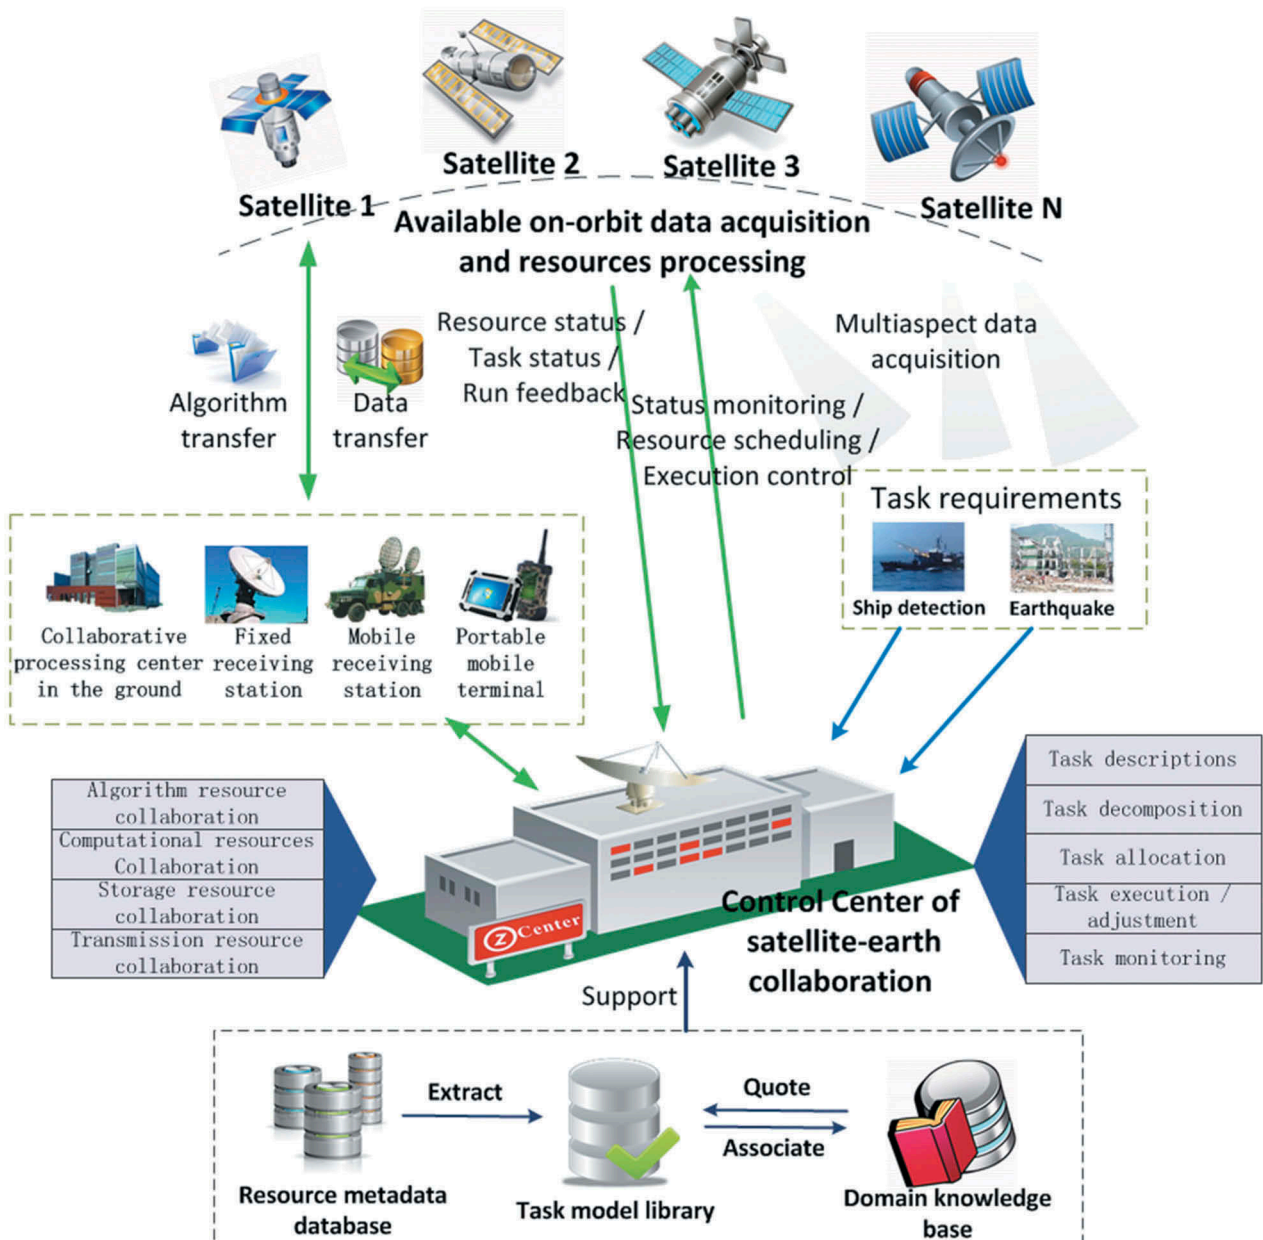 Satellite 1
Satellite 2
Satellite 3
Satellite N
Available on-orbit data acquisition
and resources processing
Algorithm
transfer
Data
transfer
Resource status /
Task status /
Run feedback
Status monitoring /
Resource scheduling /
Execution control
Multiaspect data
acquisition
Task requirements
Ship detection
Earthquake
Collaborative
processing center
in the ground
Fixed
receiving
station
Mobile
receiving
station
Portable
mobile
terminal
Algorithm resource
collaboration
Computational resources
Collaboration
Storage resource
collaboration
Transmission resource
collaboration
Z Center
Control Center of
satellite-earth
collaboration
Task descriptions
Task decomposition
Task allocation
Task execution /
adjustment
Task monitoring
Support
Resource metadata
database
Extract
Task model library
Quote
Associate
Domain knowledge
base